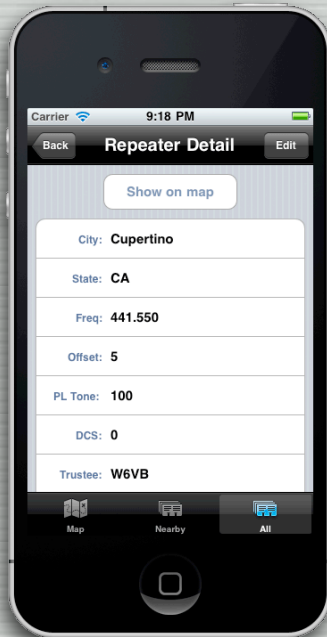 Carrier 9:18 PM
Back Repeater Detail Edit
Show on map
City: Cupertino
State: CA
Freq: 441.550
Offset: 5
PL Tone: 100
DCS: 0
Trustee: W6VB
Map Nearby All